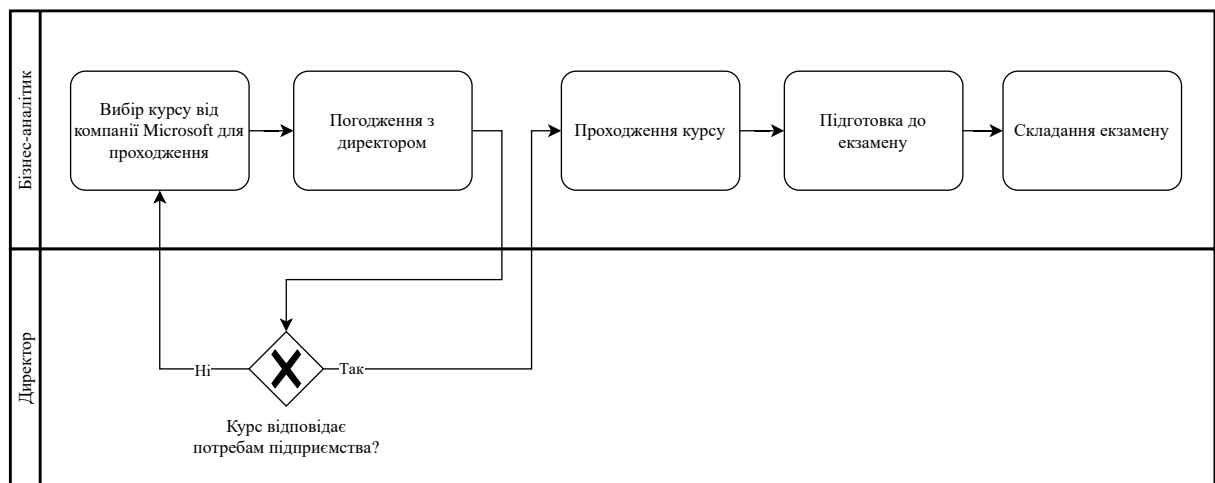 Бізнес-аналітик
Вибір курсу від
компанії Microsoft для
проходження
Погодження з
директором
Проходження курсу
Підготовка до
екзамену
Складання екзамену
Директор
Ні
Так
Курс відповідає
потребам підприємства?